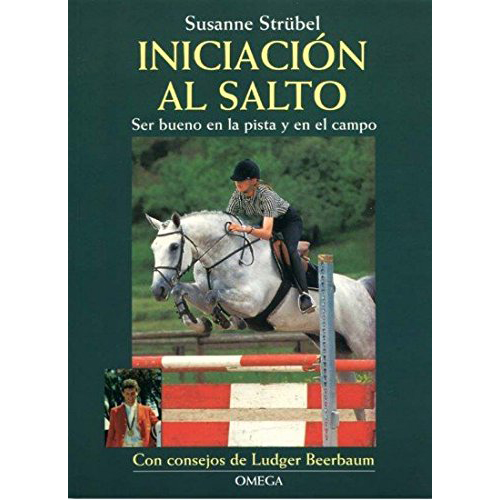 Susanne Strübel
INICIACIÓN
AL SALTO
Ser bueno en la pista y en el campo
Con consejos de Ludger Beerbaum
OMEGA